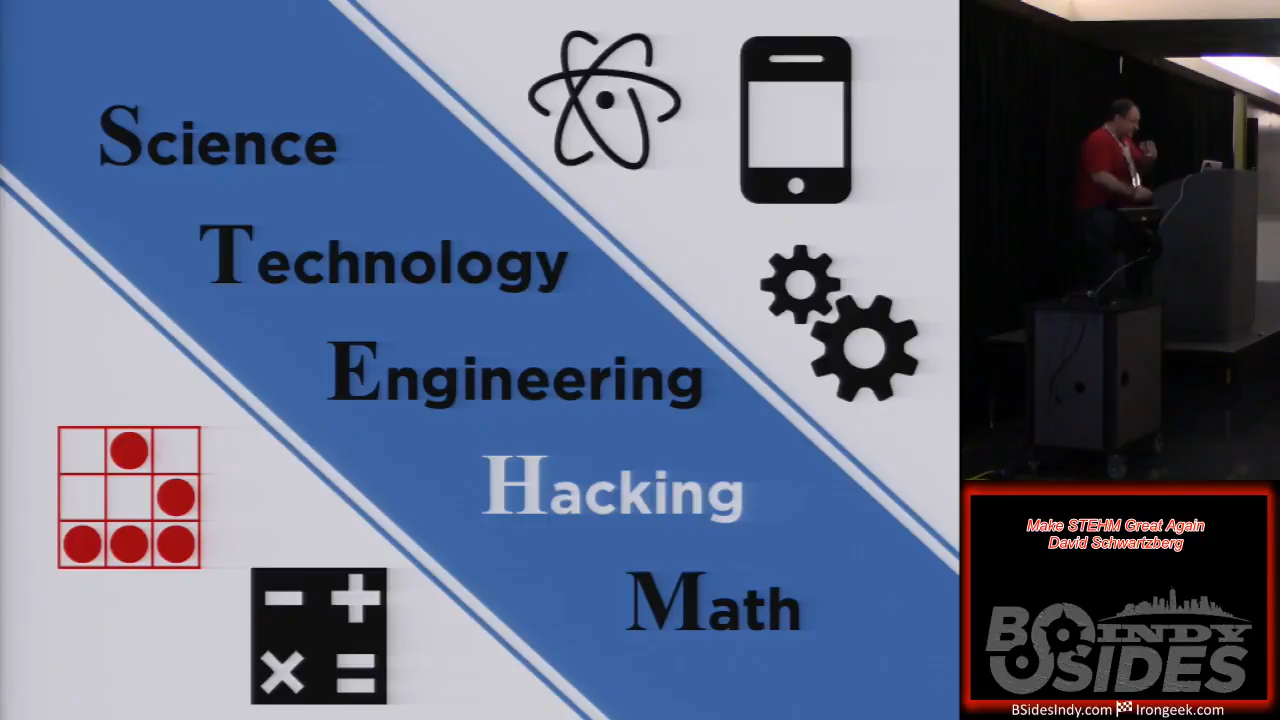 Science
Technology
Engineering
Hacking
Math
Make STEHM Great Again
David Schwartzberg
BSIDES INDY
BSidesIndy.com Irongeek.com